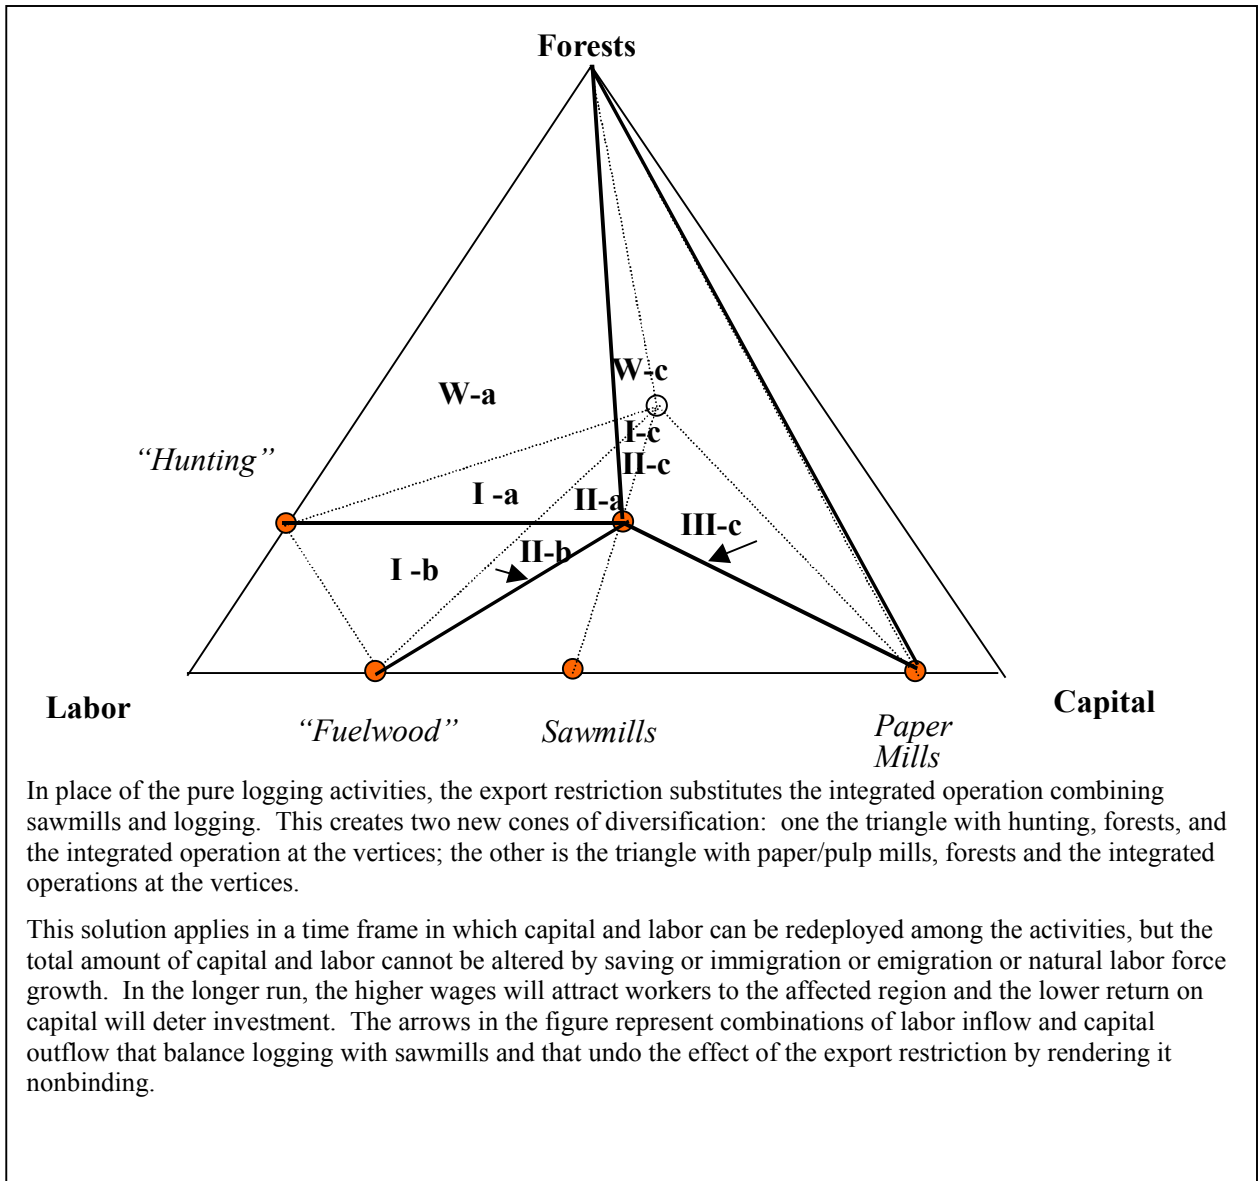 Forests
W-c
W-a
I-c
“Hunting”
II-c
I -a
II-a
III-c
II-b
I -b
Labor
Capital
“Fuelwood”
Sawmills
Paper
Mills
In place of the pure logging activities, the export restriction substitutes the integrated operation combining
sawmills and logging.  This creates two new cones of diversification:  one the triangle with hunting, forests, and
the integrated operation at the vertices; the other is the triangle with paper/pulp mills, forests and the integrated
operations at the vertices.
This solution applies in a time frame in which capital and labor can be redeployed among the activities, but the
total amount of capital and labor cannot be altered by saving or immigration or emigration or natural labor force
growth.  In the longer run, the higher wages will attract workers to the affected region and the lower return on
capital will deter investment.  The arrows in the figure represent combinations of labor inflow and capital
outflow that balance logging with sawmills and that undo the effect of the export restriction by rendering it
nonbinding.